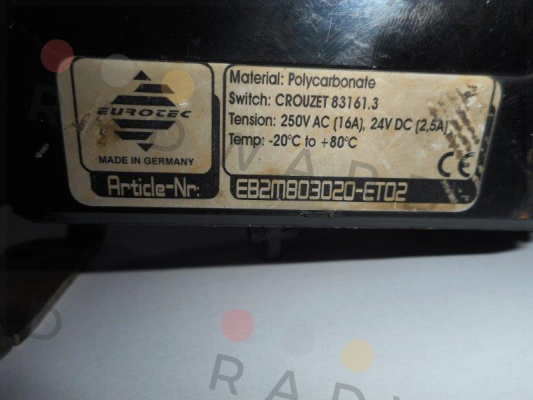 EUROTEC
MADE IN GERMANY
Material: Polycarbonate
Switch: CROUZET 83161.3
Tension: 250V AC (16A), 24V DC (2,5A)
Temp: -20°C to +80°C
CE
Article-Nr: EB2M803020-ET02
RAD